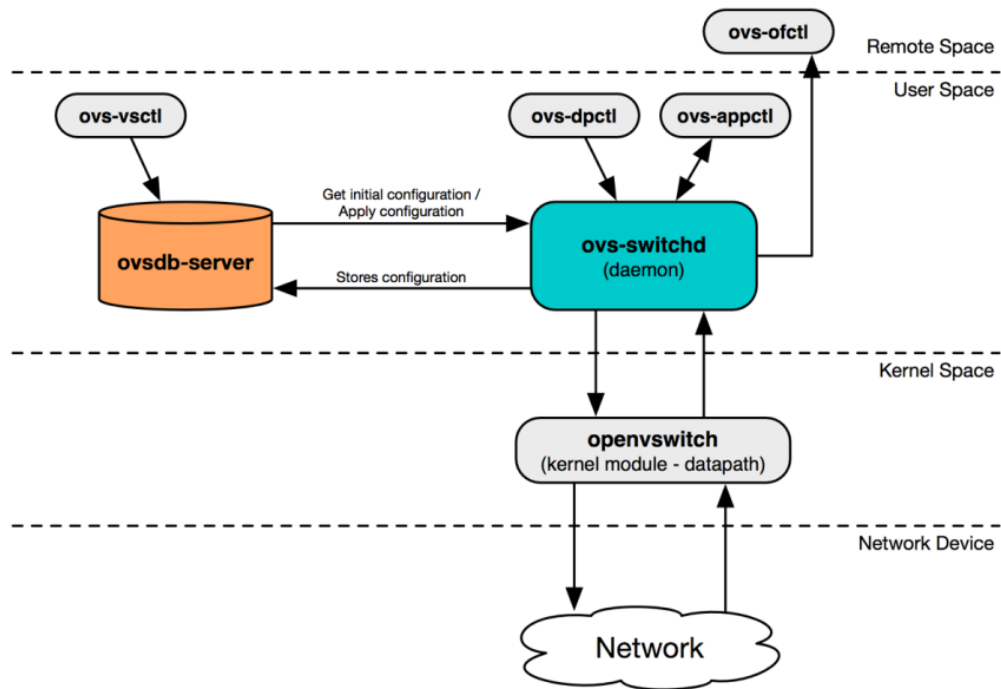 ovs-ofctl
Remote Space
User Space
ovs-vsctl
ovs-dpctl
ovs-appctl
Get initial configuration /
Apply configuration
ovsdb-server
ovs-switchd
(daemon)
Stores configuration
Kernel Space
openvswitch
(kernel module - datapath)
Network Device
Network